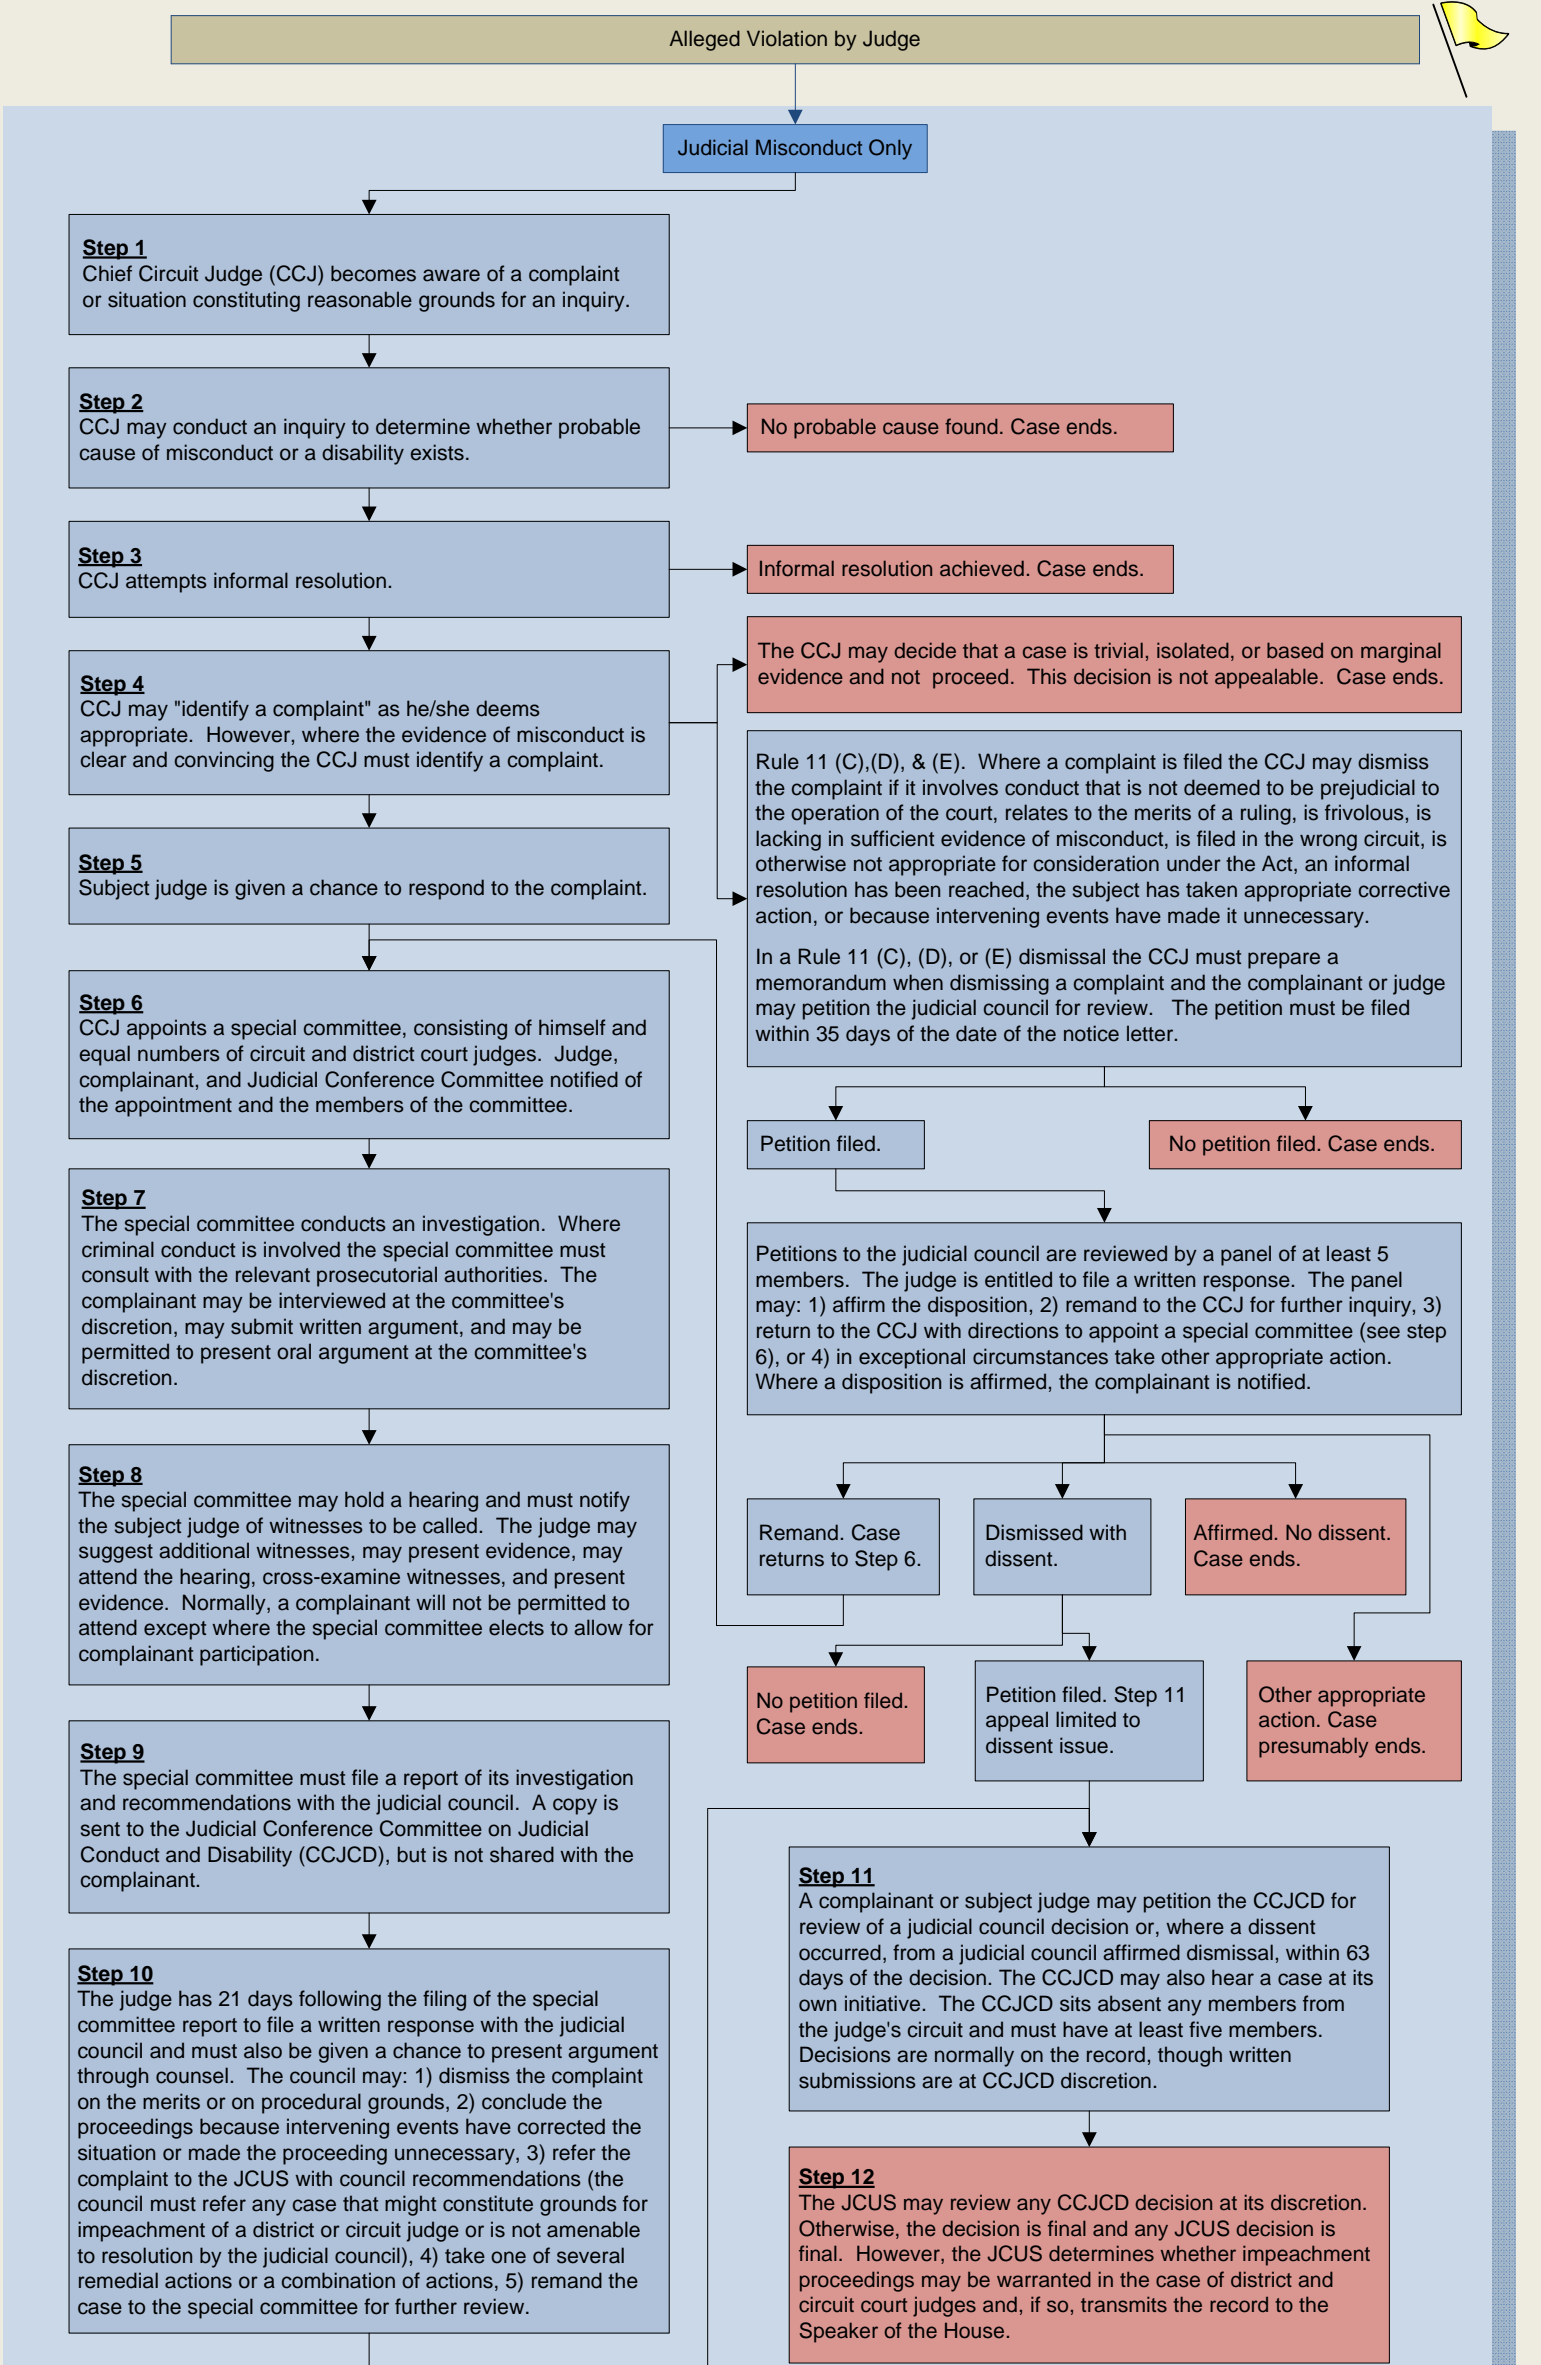 Alleged Violation by Judge
Judicial Misconduct Only
Step 1
Chief Circuit Judge (CCJ) becomes aware of a complaint
or situation constituting reasonable grounds for an inquiry.
Step 2
CCJ may conduct an inquiry to determine whether probable
cause of misconduct or a disability exists.
No probable cause found. Case ends.
Step 3
CCJ attempts informal resolution.
Informal resolution achieved. Case ends.
Step 4
CCJ may "identify a complaint" as he/she deems
appropriate. However, where the evidence of misconduct is
clear and convincing the CCJ must identify a complaint.
The CCJ may decide that a case is trivial, isolated, or based on marginal
evidence and not proceed. This decision is not appealable. Case ends.
Rule 11 (C),(D), & (E). Where a complaint is filed the CCJ may dismiss
the complaint if it involves conduct that is not deemed to be prejudicial to
the operation of the court, relates to the merits of a ruling, is frivolous, is
lacking in sufficient evidence of misconduct, is filed in the wrong circuit, is
otherwise not appropriate for consideration under the Act, an informal
resolution has been reached, the subject has taken appropriate corrective
action, or because intervening events have made it unnecessary.
In a Rule 11 (C), (D), or (E) dismissal the CCJ must prepare a
memorandum when dismissing a complaint and the complainant or judge
may petition the judicial council for review. The petition must be filed
within 35 days of the date of the notice letter.
Step 5
Subject judge is given a chance to respond to the complaint.
Step 6
CCJ appoints a special committee, consisting of himself and
equal numbers of circuit and district court judges. Judge,
complainant, and Judicial Conference Committee notified of
the appointment and the members of the committee.
Petition filed.
No petition filed. Case ends.
Step 7
The special committee conducts an investigation. Where
criminal conduct is involved the special committee must
consult with the relevant prosecutorial authorities. The
complainant may be interviewed at the committee's
discretion, may submit written argument, and may be
permitted to present oral argument at the committee's
discretion.
Petitions to the judicial council are reviewed by a panel of at least 5
members. The judge is entitled to file a written response. The panel
may: 1) affirm the disposition, 2) remand to the CCJ for further inquiry, 3)
return to the CCJ with directions to appoint a special committee (see step
6), or 4) in exceptional circumstances take other appropriate action.
Where a disposition is affirmed, the complainant is notified.
Step 8
The special committee may hold a hearing and must notify
the subject judge of witnesses to be called. The judge may
suggest additional witnesses, may present evidence, may
attend the hearing, cross-examine witnesses, and present
evidence. Normally, a complainant will not be permitted to
attend except where the special committee elects to allow for
complainant participation.
Remand. Case
returns to Step 6.
Dismissed with
dissent.
Affirmed. No dissent.
Case ends.
No petition filed.
Case ends.
Petition filed. Step 11
appeal limited to
dissent issue.
Other appropriate
action. Case
presumably ends.
Step 9
The special committee must file a report of its investigation
and recommendations with the judicial council. A copy is
sent to the Judicial Conference Committee on Judicial
Conduct and Disability (CCJCD), but is not shared with the
complainant.
Step 10
The judge has 21 days following the filing of the special
committee report to file a written response with the judicial
council and must also be given a chance to present argument
through counsel. The council may: 1) dismiss the complaint
on the merits or on procedural grounds, 2) conclude the
proceedings because intervening events have corrected the
situation or made the proceeding unnecessary, 3) refer the
complaint to the JCUS with council recommendations (the
council must refer any case that might constitute grounds for
impeachment of a district or circuit judge or is not amenable
to resolution by the judicial council), 4) take one of several
remedial actions or a combination of actions, 5) remand the
case to the special committee for further review.
Step 11
A complainant or subject judge may petition the CCJCD for
review of a judicial council decision or, where a dissent
occurred, from a judicial council affirmed dismissal, within 63
days of the decision. The CCJCD may also hear a case at its
own initiative. The CCJCD sits absent any members from
the judge's circuit and must have at least five members.
Decisions are normally on the record, though written
submissions are at CCJCD discretion.
Step 12
The JCUS may review any CCJCD decision at its discretion.
Otherwise, the decision is final and any JCUS decision is
final. However, the JCUS determines whether impeachment
proceedings may be warranted in the case of district and
circuit court judges and, if so, transmits the record to the
Speaker of the House.